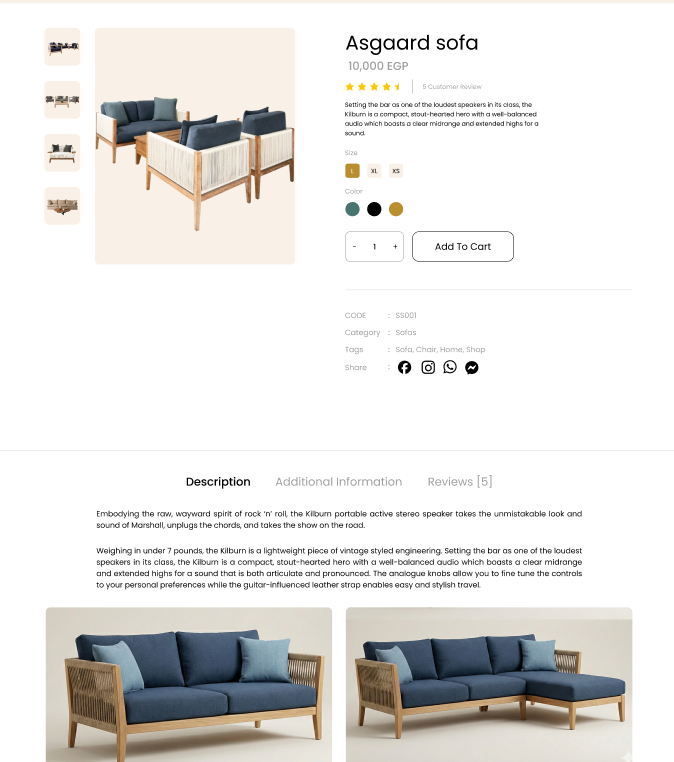 Asgaard sofa
10,000 EGP
5 Customer Review
Setting the bar as one of the loudest speakers in its class, the
Kilburn is a compact, stout-hearted hero with a well-balanced
audio which boasts a clear midrange and extended highs for a
sound.
Size
L XL XS
Color
- 1 + Add To Cart
CODE : SS001
Category : Sofas
Tags : Sofa, Chair, Home, Shop
Share :
Description Additional Information Reviews [5]
Embodying the raw, wayward spirit of rock ‘n’ roll, the Kilburn portable active stereo speaker takes the unmistakable look and
sound of Marshall, unplugs the chords, and takes the show on the road.
Weighing in under 7 pounds, the Kilburn is a lightweight piece of vintage styled engineering. Setting the bar as one of the loudest
speakers in its class, the Kilburn is a compact, stout-hearted hero with a well-balanced audio which boasts a clear midrange
and extended highs for a sound that is both articulate and pronounced. The analogue knobs allow you to fine tune the controls
to your personal preferences while the guitar-influenced leather strap enables easy and stylish travel.